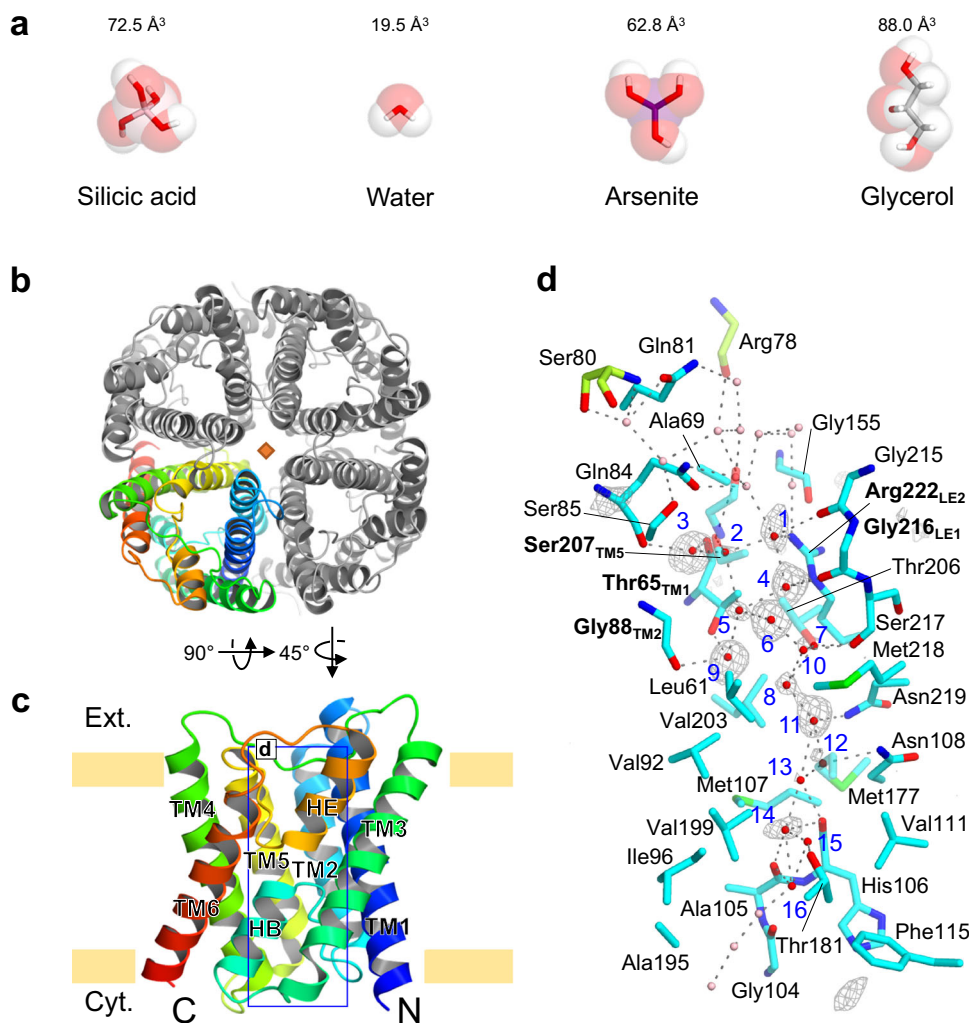 a
72.5 Å³
19.5 Å³
62.8 Å³
88.0 Å³
Silicic acid
Water
Arsenite
Glycerol
b
90°
45°
c
Ext.
d
TM4
HE
TM3
TM5
TM2
TM6
HB
TM1
Cyt.
C
N
d
Arg78
Gln81
Ser80
Ala69
Gly155
Gly215
Gln84
Arg222LE2
Ser85
3
2
1
Gly216LE1
Ser207TM5
4
Thr206
Thr65TM1
5
6
7
Ser217
Gly88TM2
10
Met218
9
Leu61
8
Asn219
Val203
11
12
Asn108
Val92
13
Met107
Met177
14
Val111
Val199
15
Ile96
His106
Ala105
16
Phe115
Thr181
Ala195
Gly104